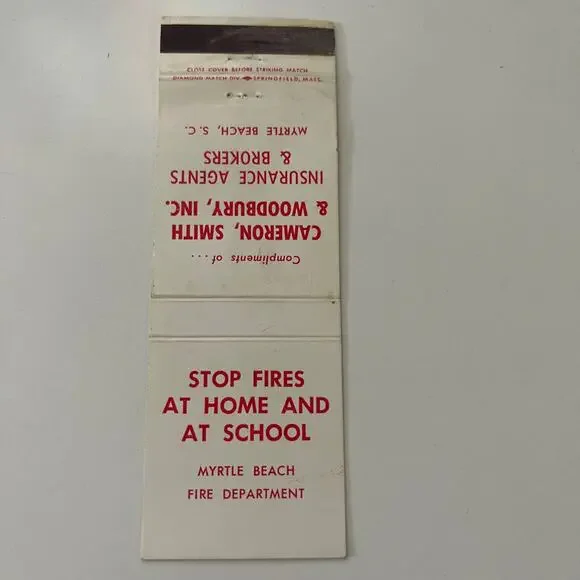 CLOSE COVER BEFORE STRIKING MATCH
DIAMOND MATCH DIV. SPRINGFIELD, MASS.
Compliments of...
CAMERON, SMITH
& WOODBURY, INC.
INSURANCE AGENTS
& BROKERS
MYRTLE BEACH, S. C.
STOP FIRES
AT HOME AND
AT SCHOOL
MYRTLE BEACH
FIRE DEPARTMENT